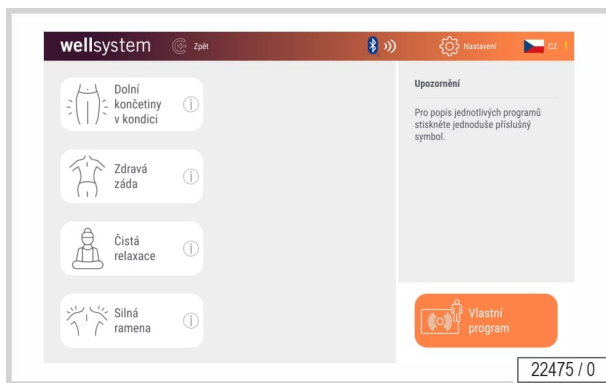 wellsystem Zpět Nastavení CZ !
Dolní
končetiny
v kondici
Zdravá
záda
Čistá
relaxace
Silná
ramena
Upozornění
Pro popis jednotlivých programů
stiskněte jednoduše příslušný
symbol.
Vlastní
program
22475 / 0